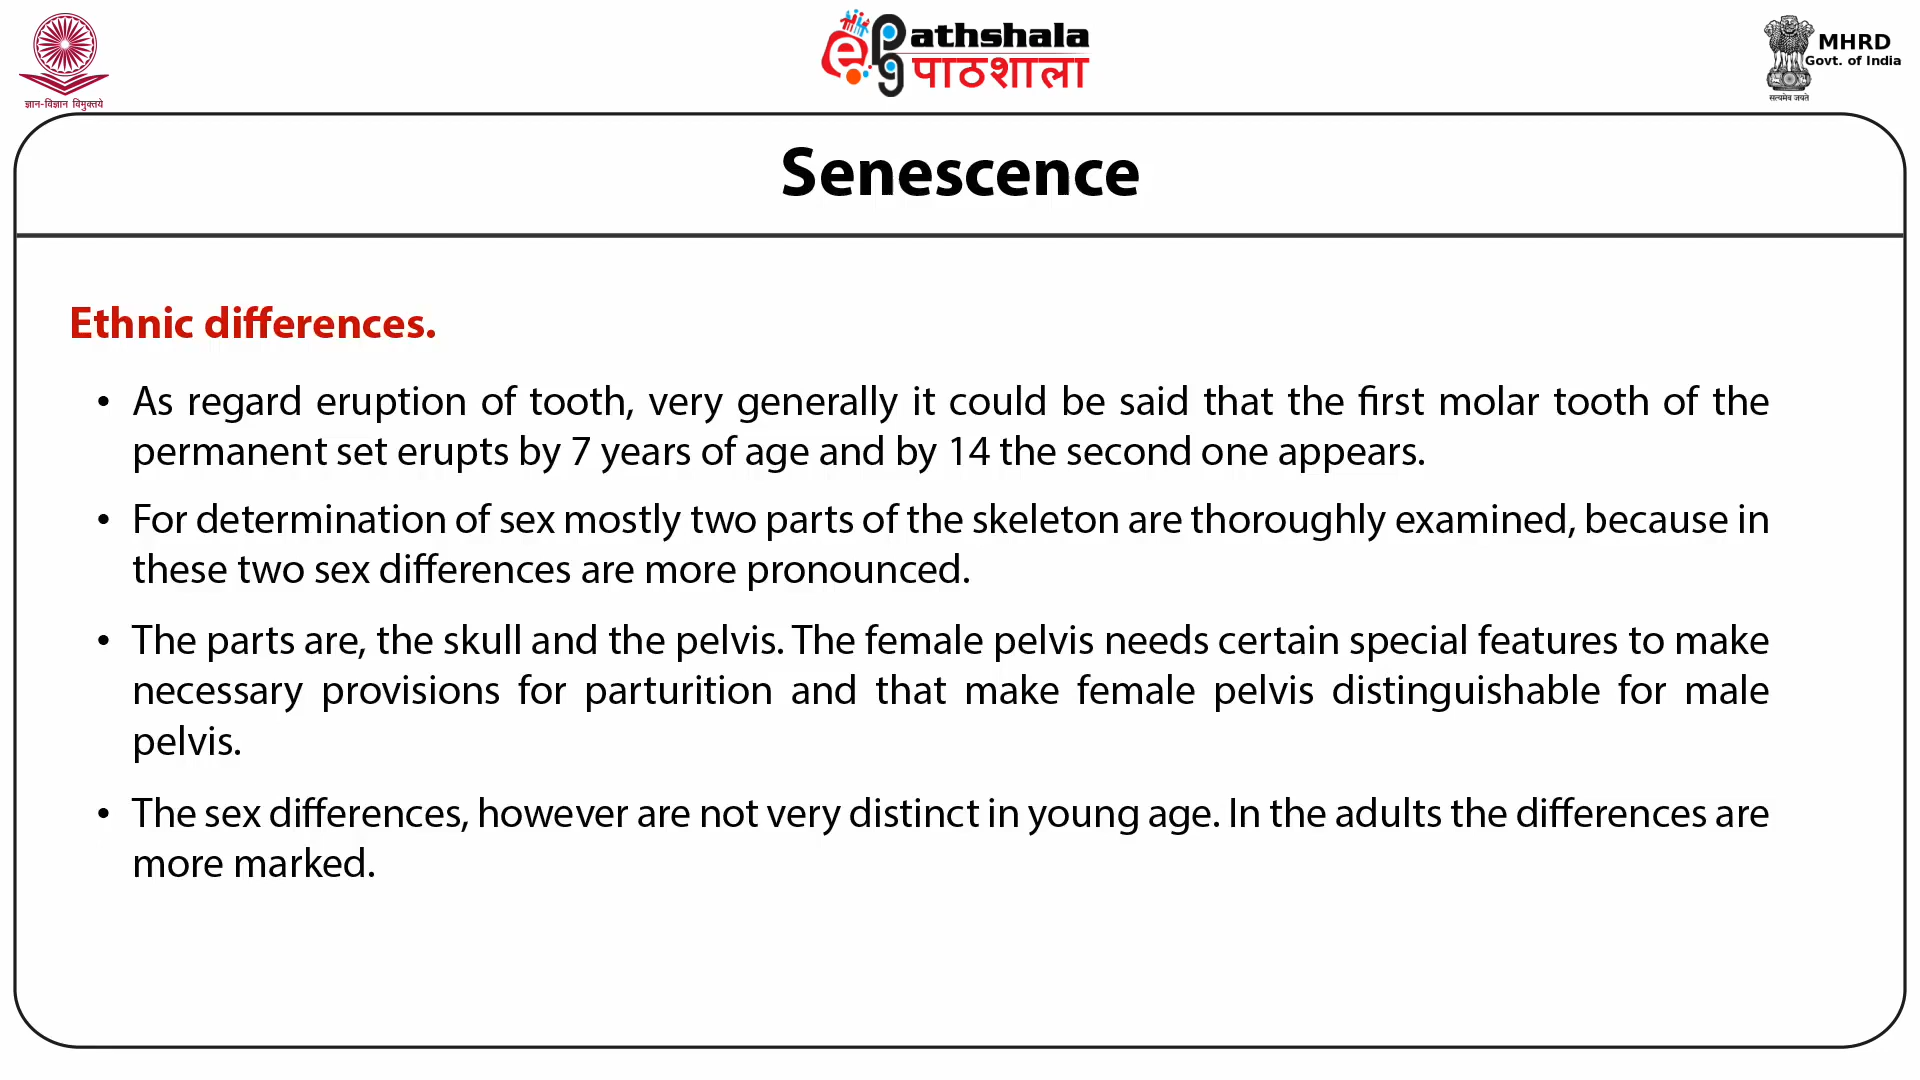 ज्ञान-विज्ञान विमुक्तये
e Pathshala
पाठशाला
MHRD
Govt. of India
सत्यमेव जयते
Senescence
Ethnic differences.
• As regard eruption of tooth, very generally it could be said that the first molar tooth of the
permanent set erupts by 7 years of age and by 14 the second one appears.
• For determination of sex mostly two parts of the skeleton are thoroughly examined, because in
these two sex differences are more pronounced.
• The parts are, the skull and the pelvis. The female pelvis needs certain special features to make
necessary provisions for parturition and that make female pelvis distinguishable for male
pelvis.
• The sex differences, however are not very distinct in young age. In the adults the differences are
more marked.